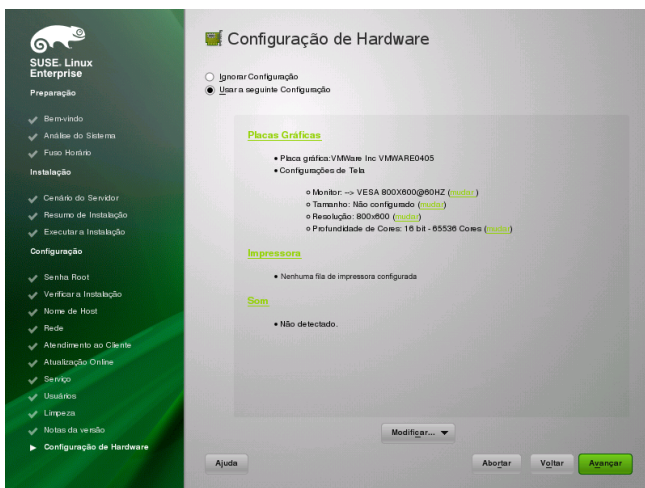 SUSE. Linux
Enterprise
Preparação
Bem-vindo
Análise do Sistema
Fuso Horário
Instalação
Cenário do Servidor
Resumo de Instalação
Executar a Instalação
Configuração
Senha Root
Verificar a Instalação
Nome de Host
Rede
Atendimento ao Cliente
Atualização Online
Serviço
Usuários
Limpeza
Notas da versão
Configuração de Hardware
Configuração de Hardware
Ignorar Configuração
Usar a seguinte Configuração
Placas Gráficas
Placa gráfica:VMWare Inc VMWARE0405
Configurações de Tela
Monitor: --> VESA 800X600@60HZ (mudar)
Tamanho: Não configurado (mudar)
Resolução: 800x600 (mudar)
Profundidade de Cores: 16 bit - 65536 Cores (mudar)
Impressora
Nenhuma fila de impressora configurada
Som
Não detectado.
Modificar...
Ajuda
Abortar
Voltar
Avançar